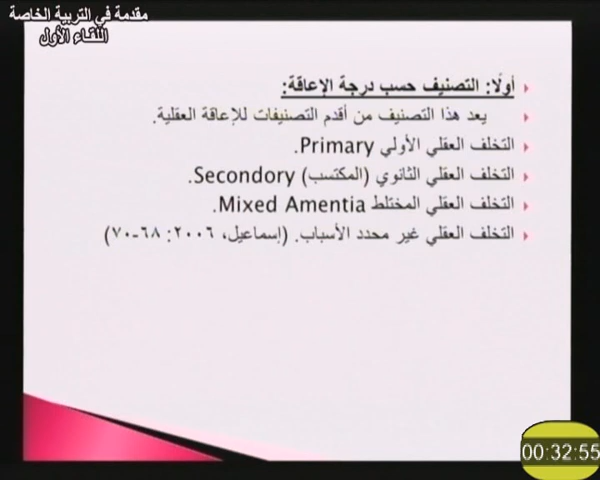 مقدمة في التربية الخاصة
اللقاء الأول
أولًا: التصنيف حسب درجة الإعاقة:
يعد هذا التصنيف من أقدم التصنيفات للإعاقة العقلية.
التخلف العقلي الأولي Primary.
التخلف العقلي الثانوي (المكتسب) Secondory.
التخلف العقلي المختلط Mixed Amentia.
التخلف العقلي غير محدد الأسباب. (إسماعيل، ٢٠٠٦: ٦٨-٧٠)
00:32:55